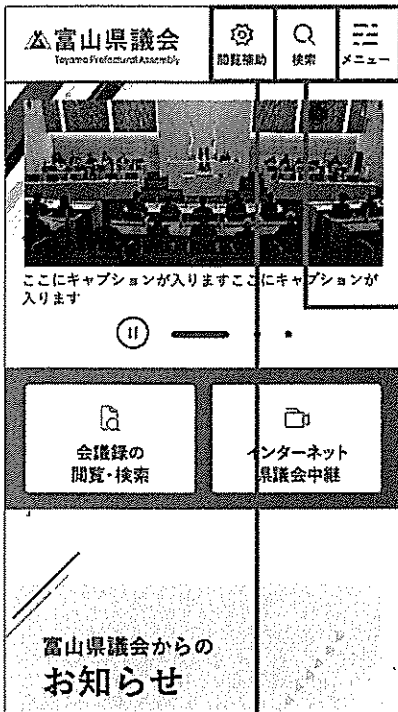 富山県議会
Toyama Prefectural Assembly
閲覧補助
検索
メニュー
ここにキャプションが入りますここにキャプションが
入ります
会議録の
閲覧・検索
インターネット
県議会中継
富山県議会からの
お知らせ